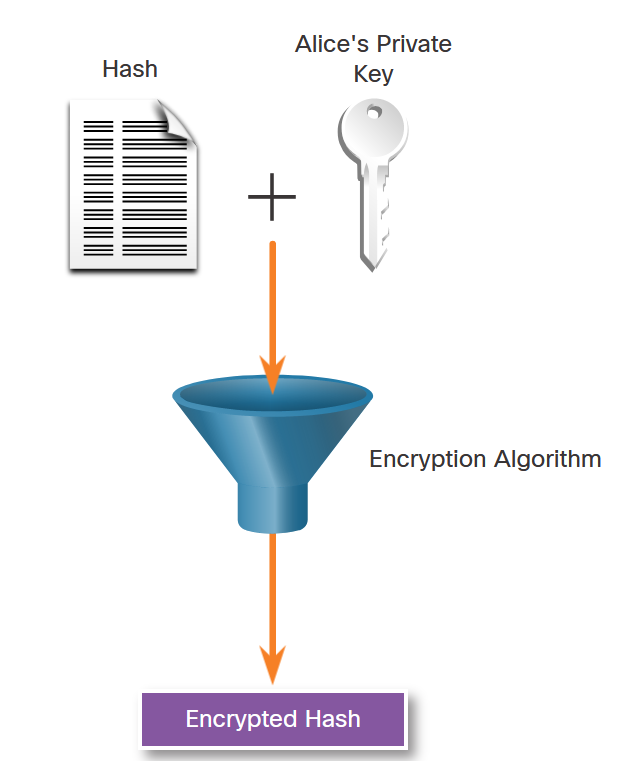 Hash
Alice's Private
Key
Encryption Algorithm
Encrypted Hash